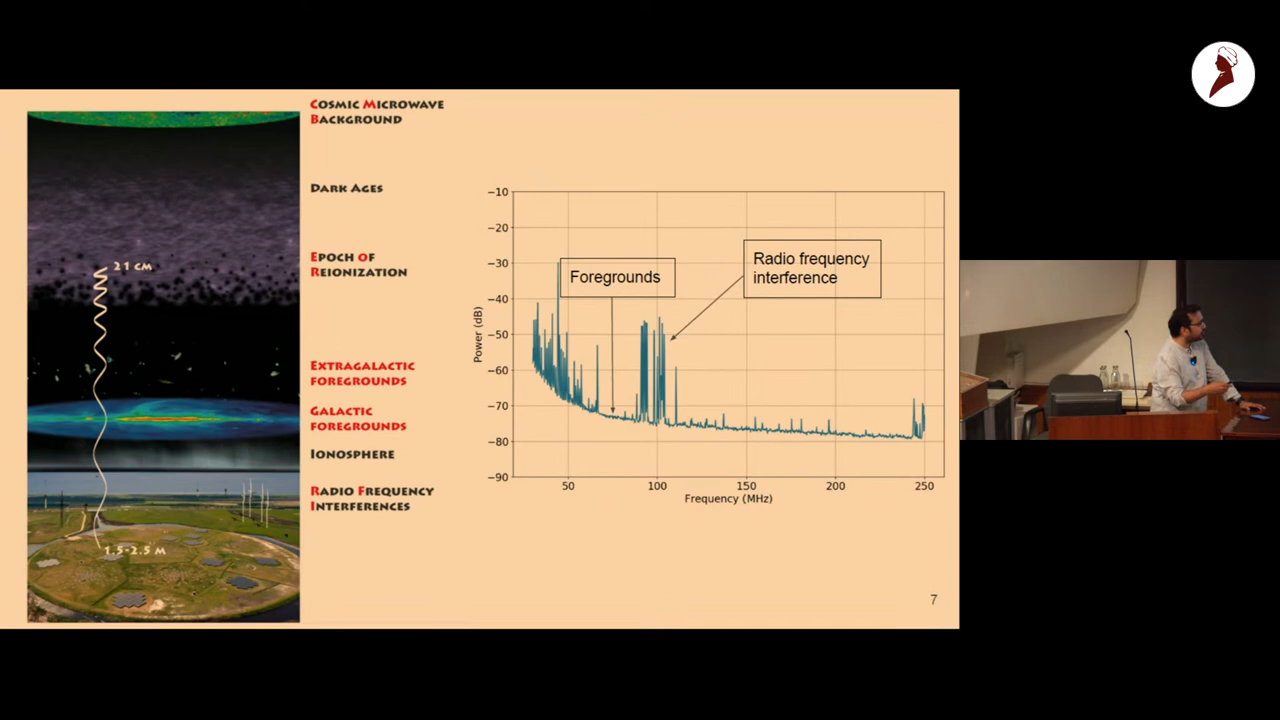 COSMIC MICROWAVE
BACKGROUND
DARK AGES
EPOCH OF
REIONIZATION
EXTRAGALACTIC
FOREGROUNDS
GALACTIC
FOREGROUNDS
IONOSPHERE
RADIO FREQUENCY
INTERFERENCES
21 CM
1.5-2.5 M
−10
−20
−30
−40
−50
−60
−70
−80
−90
Power (dB)
Foregrounds
Radio frequency
interference
50
100
150
200
250
Frequency (MHz)
7